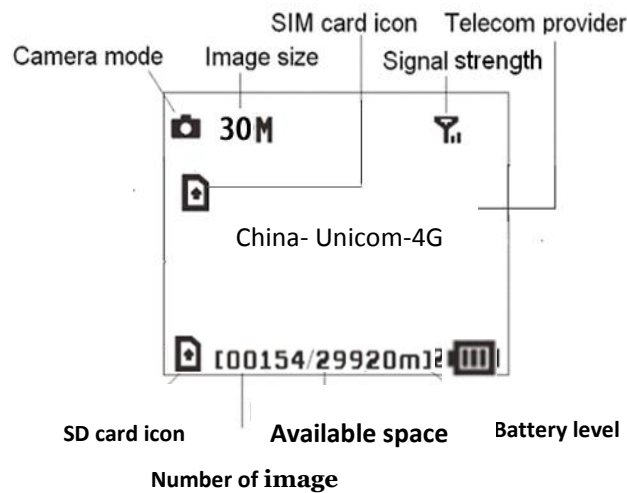 SIM card icon Telecom provider
Camera mode Image size Signal strength
30M
China- Unicom-4G
[00154/29920m]
SD card icon Available space Battery level
Number of image